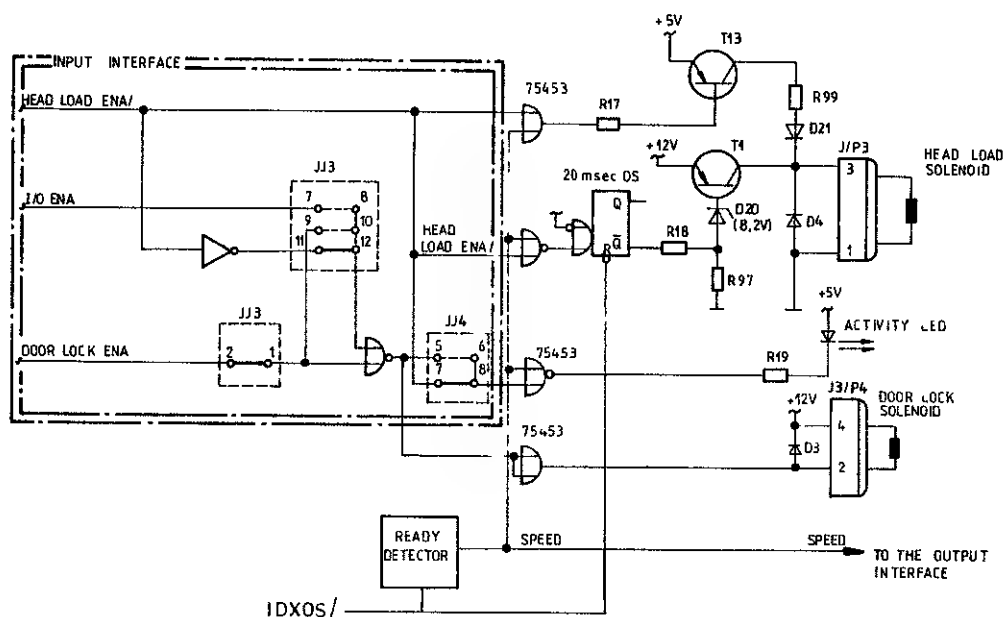 INPUT INTERFACE
HEAD LOAD ENA/
I/O ENA
JJ3
7 8
9 10
11 12
HEAD
LOAD ENA/
JJ3
2 1
DOOR LOCK ENA
JJ4
5 6
7 8
+5V
T13
75453
R17
R99
D21
+12V
T4
J/P3
3
1
HEAD LOAD
SOLENOID
20 msec OS
Q
Q̅
R
R18
D20
(8,2V)
D4
R97
+5V
ACTIVITY LED
75453
R19
J3/P4
DOOR LOCK
SOLENOID
+12V
4
D3
2
75453
READY
DETECTOR
SPEED
SPEED
TO THE OUTPUT
INTERFACE
IDXOS/